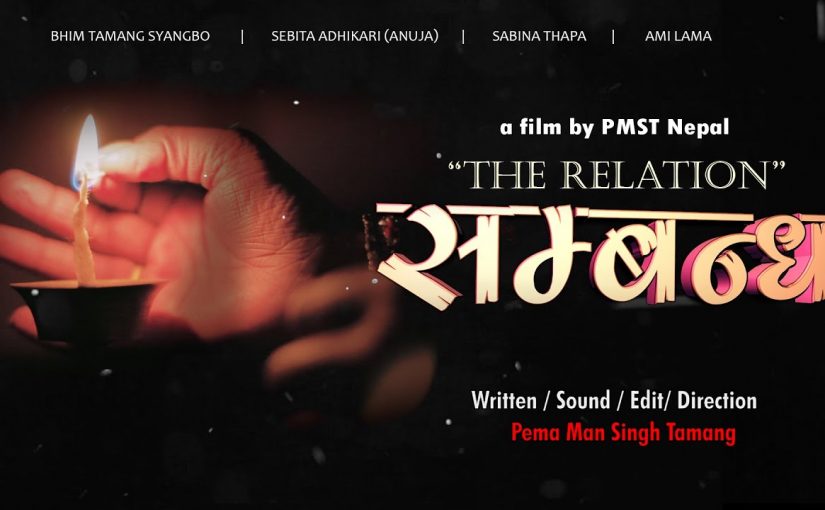 BHIM TAMANG SYANGBO | SEBITA ADHIKARI (ANUJA) | SABINA THAPA | AMI LAMA
a film by PMST Nepal
“THE RELATION”
सम्बन्ध
Written / Sound / Edit/ Direction
Pema Man Singh Tamang